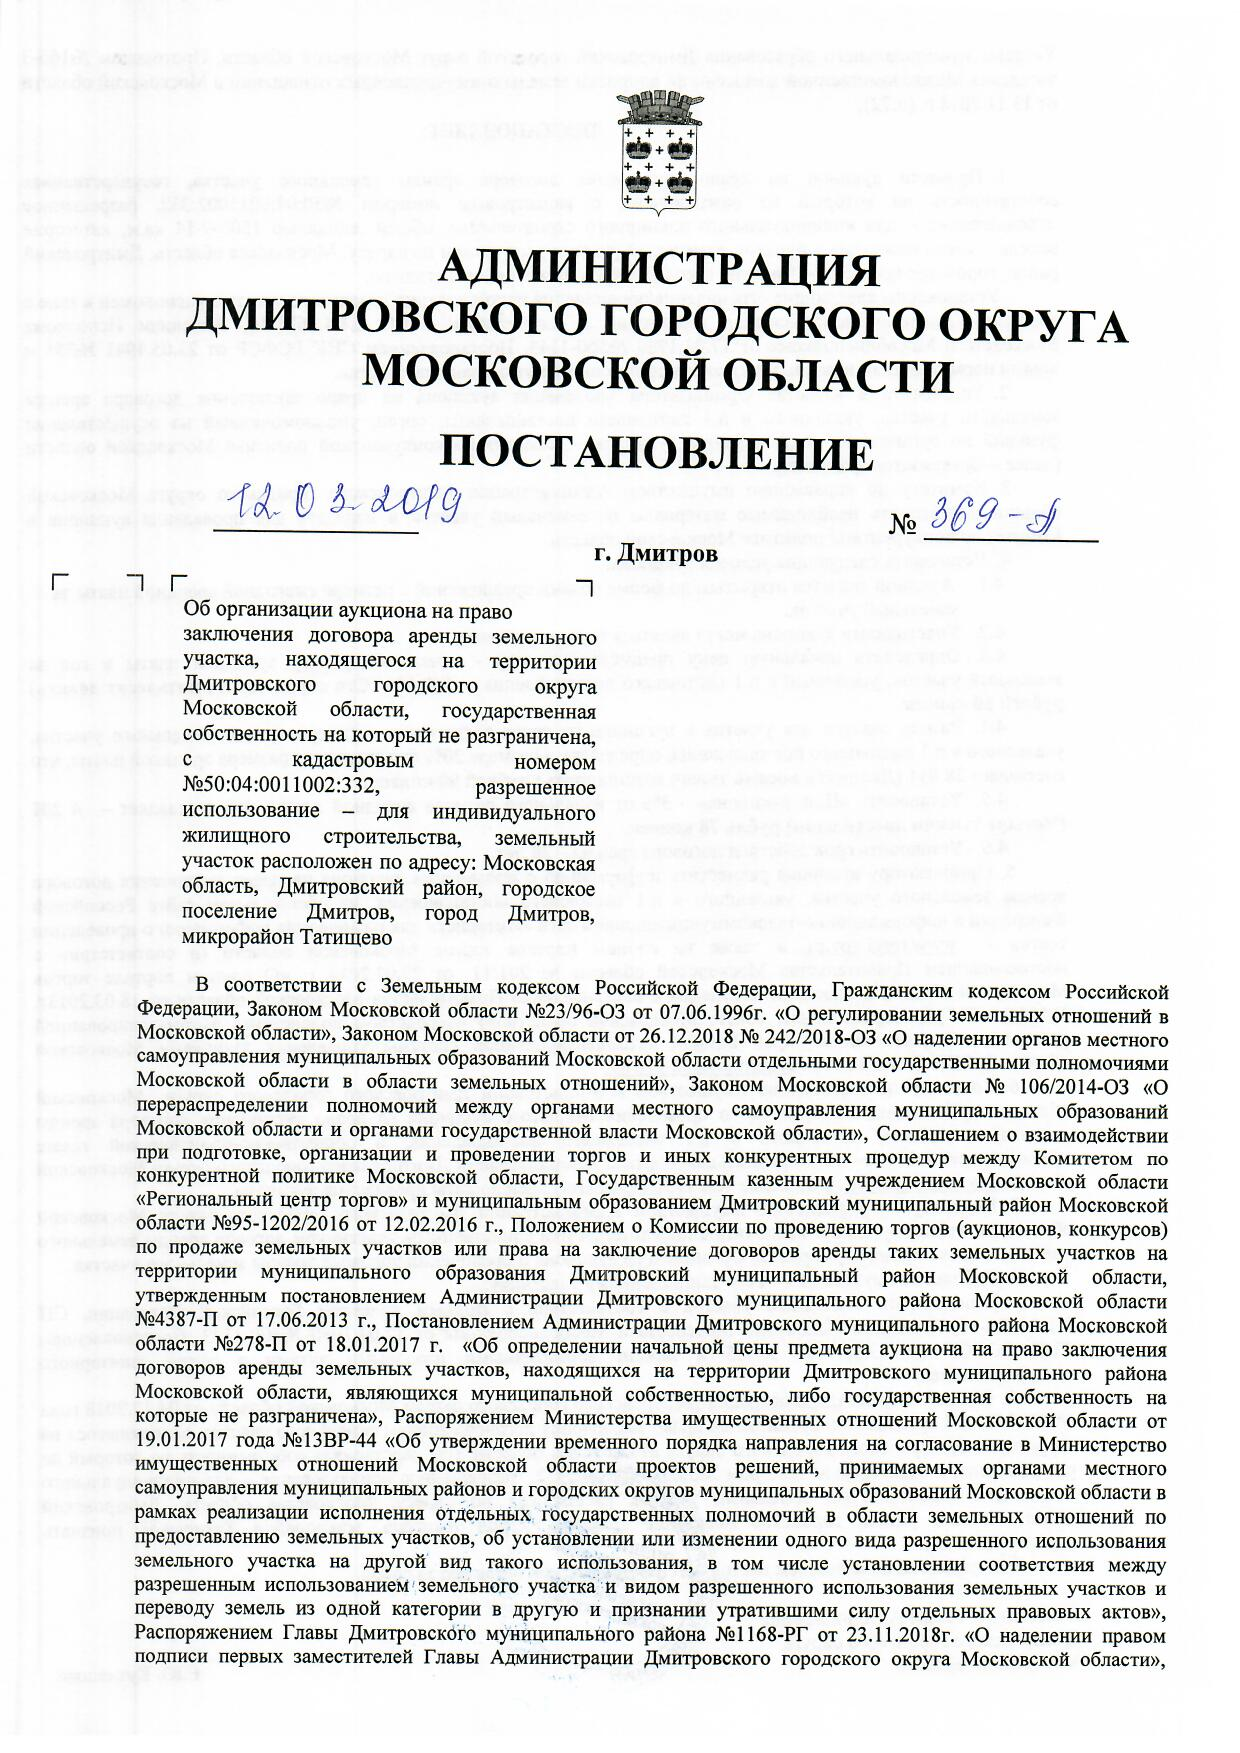 АДМИНИСТРАЦИЯ
ДМИТРОВСКОГО ГОРОДСКОГО ОКРУГА
МОСКОВСКОЙ ОБЛАСТИ
ПОСТАНОВЛЕНИЕ
12.03.2019 № 369-П
г. Дмитров
Об организации аукциона на право
заключения договора аренды земельного
участка, находящегося на территории
Дмитровского городского округа
Московской области, государственная
собственность на который не разграничена,
с кадастровым номером
№50:04:0011002:332, разрешенное
использование – для индивидуального
жилищного строительства, земельный
участок расположен по адресу: Московская
область, Дмитровский район, городское
поселение Дмитров, город Дмитров,
микрорайон Татищево
В соответствии с Земельным кодексом Российской Федерации, Гражданским кодексом Российской
Федерации, Законом Московской области №23/96-ОЗ от 07.06.1996г. «О регулировании земельных отношений в
Московской области», Законом Московской области от 26.12.2018 № 242/2018-ОЗ «О наделении органов местного
самоуправления муниципальных образований Московской области отдельными государственными полномочиями
Московской области в области земельных отношений», Законом Московской области № 106/2014-ОЗ «О
перераспределении полномочий между органами местного самоуправления муниципальных образований
Московской области и органами государственной власти Московской области», Соглашением о взаимодействии
при подготовке, организации и проведении торгов и иных конкурентных процедур между Комитетом по
конкурентной политике Московской области, Государственным казенным учреждением Московской области
«Региональный центр торгов» и муниципальным образованием Дмитровский муниципальный район Московской
области №95-1202/2016 от 12.02.2016 г., Положением о Комиссии по проведению торгов (аукционов, конкурсов)
по продаже земельных участков или права на заключение договоров аренды таких земельных участков на
территории муниципального образования Дмитровский муниципальный район Московской области,
утвержденным постановлением Администрации Дмитровского муниципального района Московской области
№4387-П от 17.06.2013 г., Постановлением Администрации Дмитровского муниципального района Московской
области №278-П от 18.01.2017 г. «Об определении начальной цены предмета аукциона на право заключения
договоров аренды земельных участков, находящихся на территории Дмитровского муниципального района
Московской области, являющихся муниципальной собственностью, либо государственная собственность на
которые не разграничена», Распоряжением Министерства имущественных отношений Московской области от
19.01.2017 года №13ВР-44 «Об утверждении временного порядка направления на согласование в Министерство
имущественных отношений Московской области проектов решений, принимаемых органами местного
самоуправления муниципальных районов и городских округов муниципальных образований Московской области в
рамках реализации исполнения отдельных государственных полномочий в области земельных отношений по
предоставлению земельных участков, об установлении или изменении одного вида разрешенного использования
земельного участка на другой вид такого использования, в том числе установлении соответствия между
разрешенным использованием земельного участка и видом разрешенного использования земельных участков и
переводу земель из одной категории в другую и признании утратившими силу отдельных правовых актов»,
Распоряжением Главы Дмитровского муниципального района №1168-РГ от 23.11.2018г. «О наделении правом
подписи первых заместителей Главы Администрации Дмитровского городского округа Московской области»,